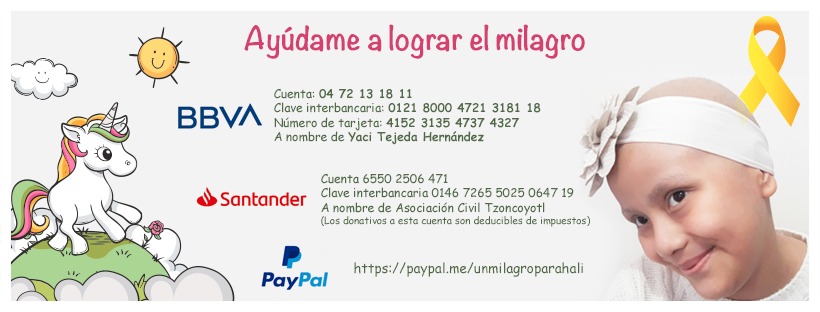 Ayúdame a lograr el milagro
BBVA
Cuenta: 04 72 13 18 11
Clave interbancaria: 0121 8000 4721 3181 18
Número de tarjeta: 4152 3135 4737 4327
A nombre de Yaci Tejeda Hernández
Santander
Cuenta 6550 2506 471
Clave interbancaria 0146 7265 5025 0647 19
A nombre de Asociación Civil Tzoncoyotl
(Los donativos a esta cuenta son deducibles de impuestos)
PayPal
https://paypal.me/unmilagroparahali